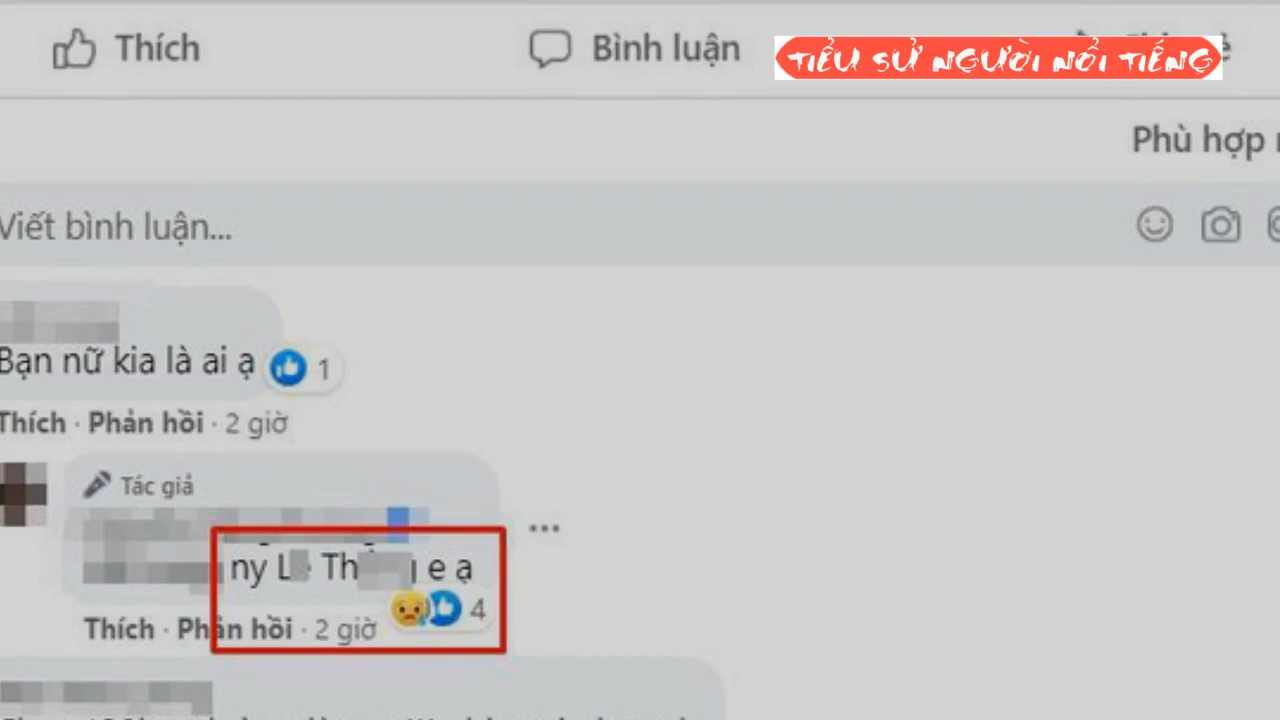 Thích
Bình luận
TIỂU SỬ NGƯỜI NỔI TIẾNG
Phù hợp
Viết bình luận...
Bạn nữ kia là ai ạ
1
Thích · Phản hồi · 2 giờ
Tác giả
ny e ạ
4
Thích · Phản hồi · 2 giờ